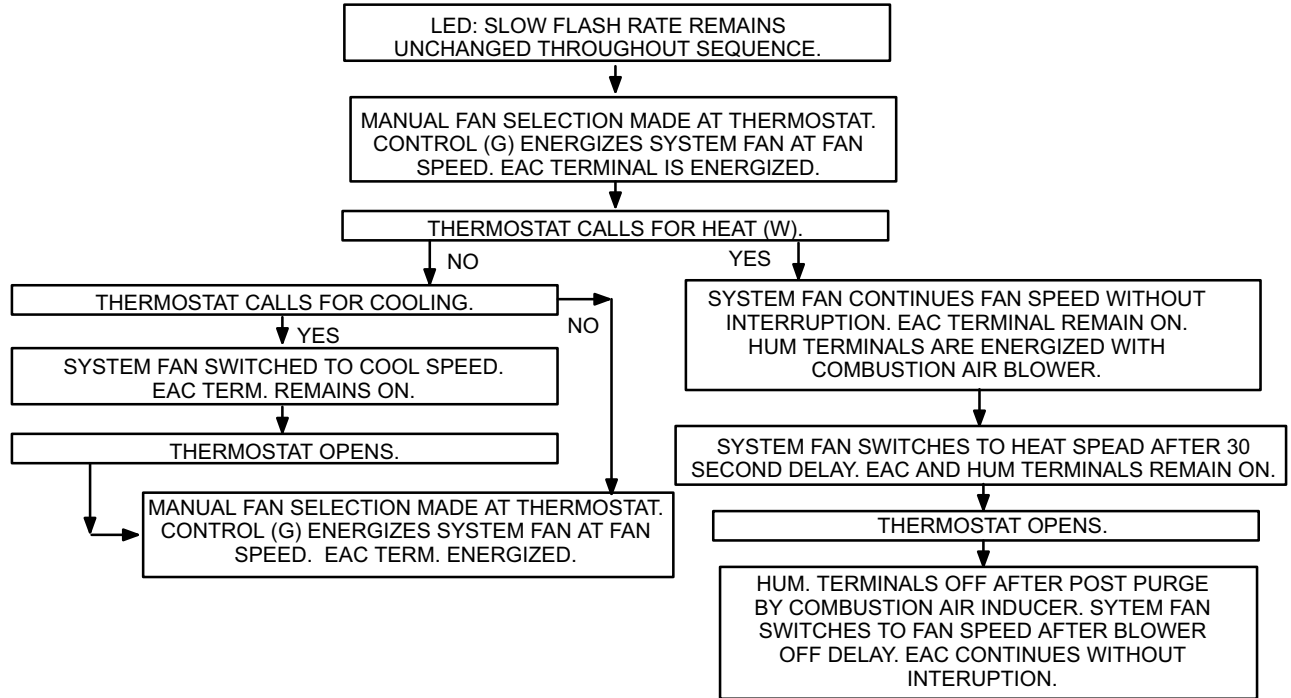 LED: SLOW FLASH RATE REMAINS
UNCHANGED THROUGHOUT SEQUENCE.
MANUAL FAN SELECTION MADE AT THERMOSTAT.
CONTROL (G) ENERGIZES SYSTEM FAN AT FAN
SPEED. EAC TERMINAL IS ENERGIZED.
THERMOSTAT CALLS FOR HEAT (W).
NO
YES
THERMOSTAT CALLS FOR COOLING.
NO
YES
SYSTEM FAN SWITCHED TO COOL SPEED.
EAC TERM. REMAINS ON.
THERMOSTAT OPENS.
MANUAL FAN SELECTION MADE AT THERMOSTAT.
CONTROL (G) ENERGIZES SYSTEM FAN AT FAN
SPEED. EAC TERM. ENERGIZED.
SYSTEM FAN CONTINUES FAN SPEED WITHOUT
INTERRUPTION. EAC TERMINAL REMAIN ON.
HUM TERMINALS ARE ENERGIZED WITH
COMBUSTION AIR BLOWER.
SYSTEM FAN SWITCHES TO HEAT SPEAD AFTER 30
SECOND DELAY. EAC AND HUM TERMINALS REMAIN ON.
THERMOSTAT OPENS.
HUM. TERMINALS OFF AFTER POST PURGE
BY COMBUSTION AIR INDUCER. SYTEM FAN
SWITCHES TO FAN SPEED AFTER BLOWER
OFF DELAY. EAC CONTINUES WITHOUT
INTERUPTION.